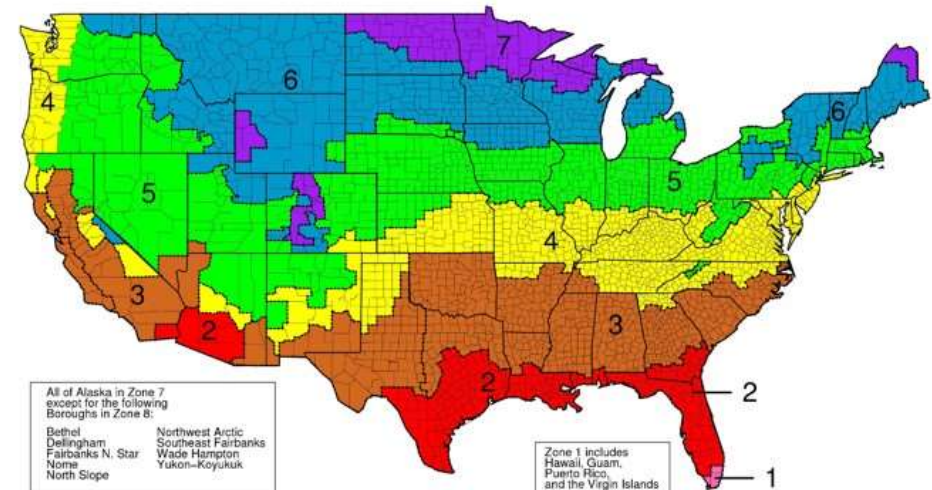 7
6
6
4
5
5
4
3
3
2
2
2
1
All of Alaska in Zone 7
except for the following
Boroughs in Zone 8:
Bethel
Dellingham
Fairbanks N. Star
Nome
North Slope
Northwest Arctic
Southeast Fairbanks
Wade Hampton
Yukon-Koyukuk
Zone 1 includes
Hawaii, Guam,
Puerto Rico,
and the Virgin Islands